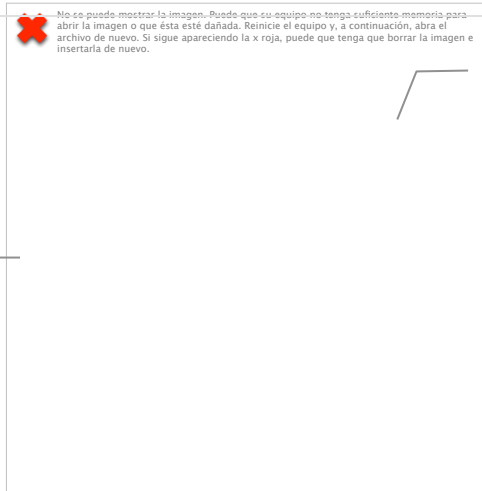 No se puede mostrar la imagen. Puede que su equipo no tenga suficiente memoria para
abrir la imagen o que ésta esté dañada. Reinicie el equipo y, a continuación, abra el
archivo de nuevo. Si sigue apareciendo la x roja, puede que tenga que borrar la imagen e
insertarla de nuevo.